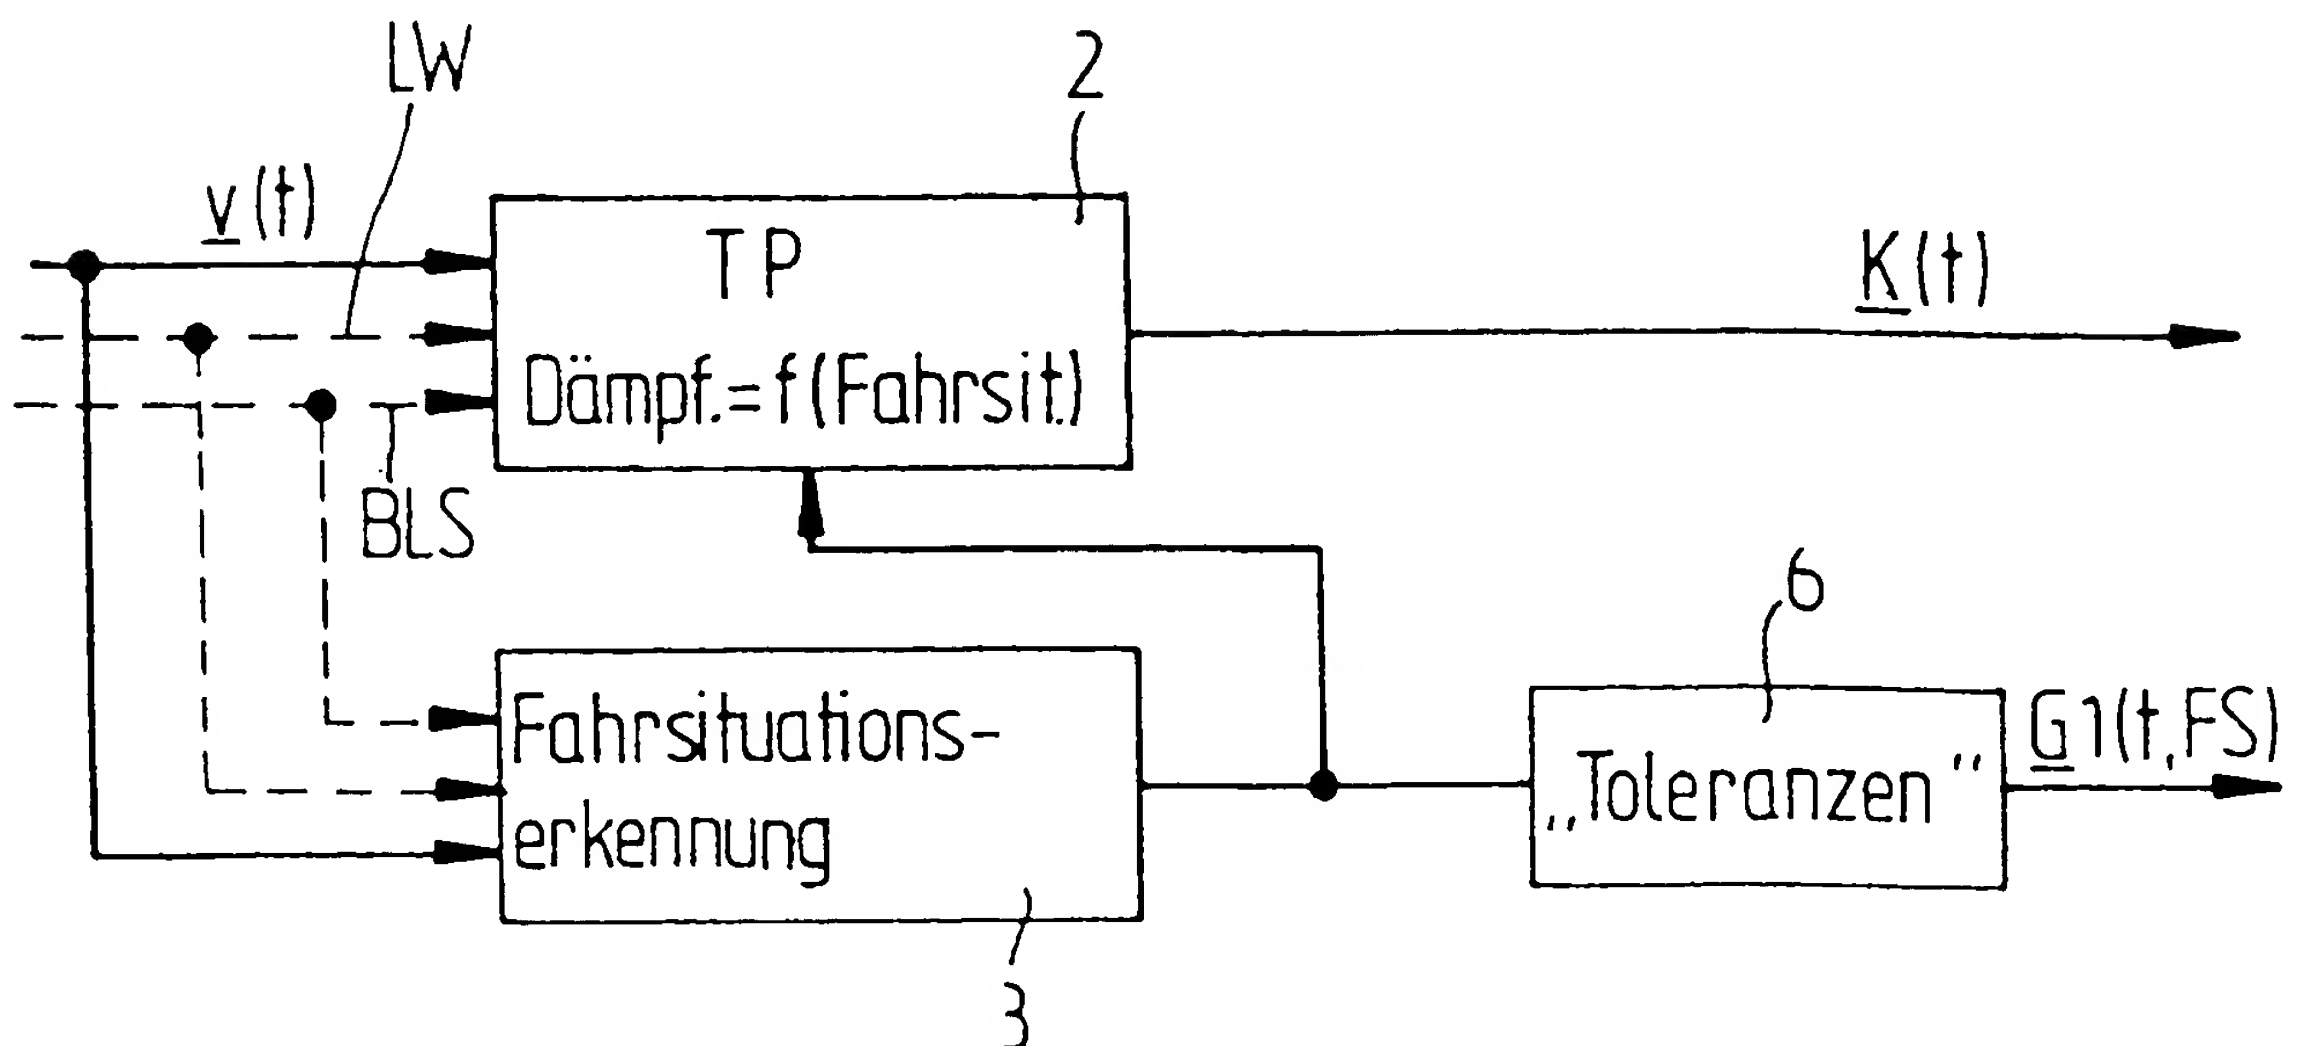 LW
2
v(t)
TP
K(t)
Dämpf.=f(Fahrsit.)
BLS
6
Fahrsituations-
erkennung
„Toleranzen“
G1(t,FS)
3